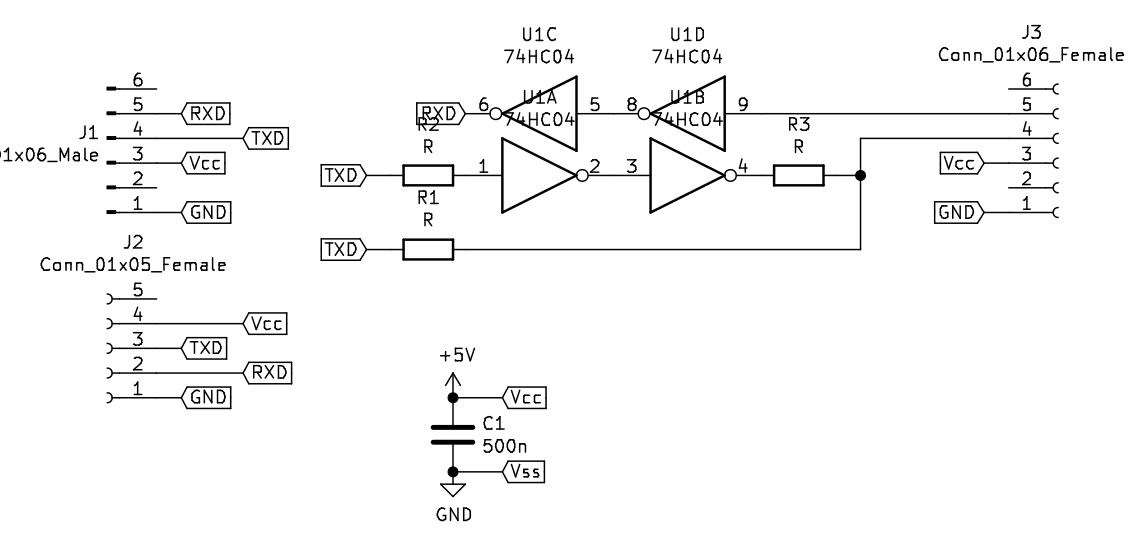 J1
01x06_Male
6
5
RXD
4
TXD
3
Vcc
2
1
GND
J2
Conn_01x05_Female
5
4
Vcc
3
TXD
2
RXD
1
GND
U1C
74HC04
U1D
74HC04
RXD
6
5
8
9
U1A
74HC04
U1B
74HC04
R2
R
TXD
1
2
3
4
R3
R
R1
R
TXD
J3
Conn_01x06_Female
6
5
4
Vcc
3
2
GND
1
+5V
Vcc
C1
500n
Vss
GND